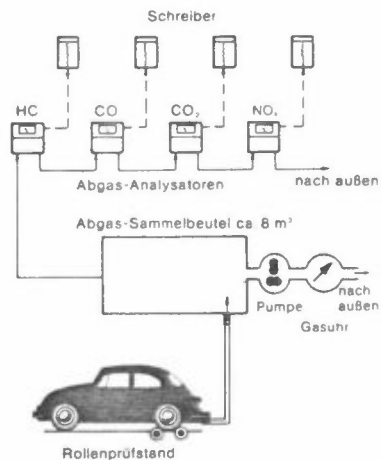 Schreiber
HC
CO
CO₂
NOₓ
Abgas-Analysatoren
nach außen
Abgas-Sammelbeutel ca 8 m³
Pumpe
nach
außen
Gasuhr
Rollenprüfstand